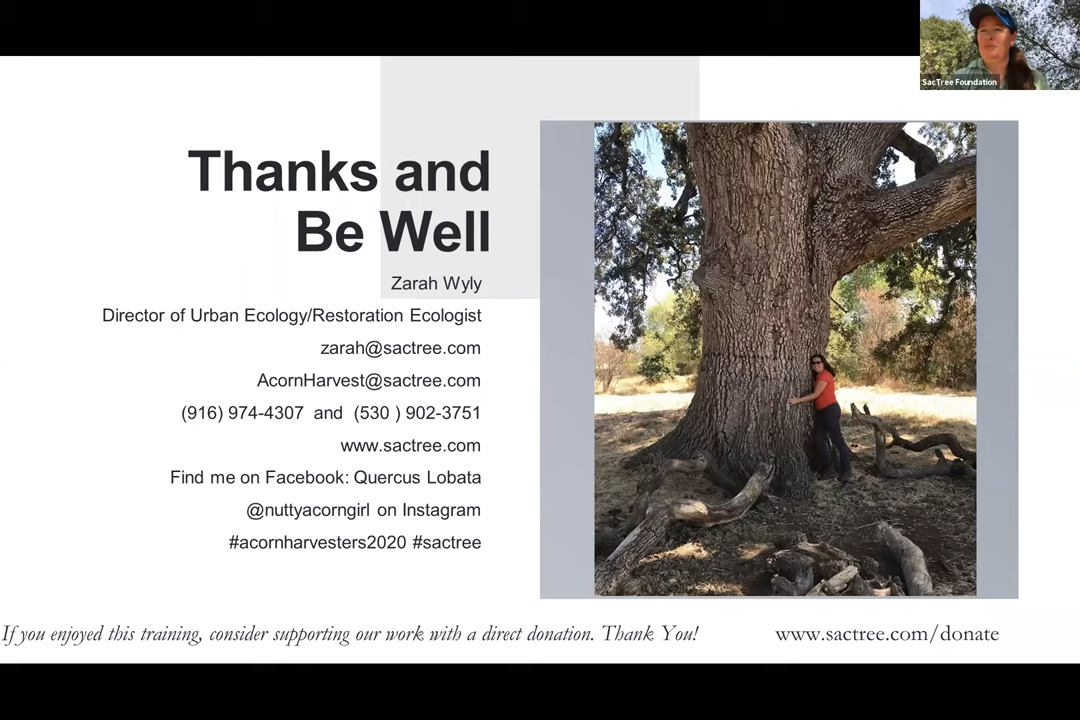 SacTree Foundation
Thanks and
Be Well
Zarah Wyly
Director of Urban Ecology/Restoration Ecologist
zarah@sactree.com
AcornHarvest@sactree.com
(916) 974-4307 and (530 ) 902-3751
www.sactree.com
Find me on Facebook: Quercus Lobata
@nuttyacorngirl on Instagram
#acornharvesters2020 #sactree
If you enjoyed this training, consider supporting our work with a direct donation. Thank You!
www.sactree.com/donate